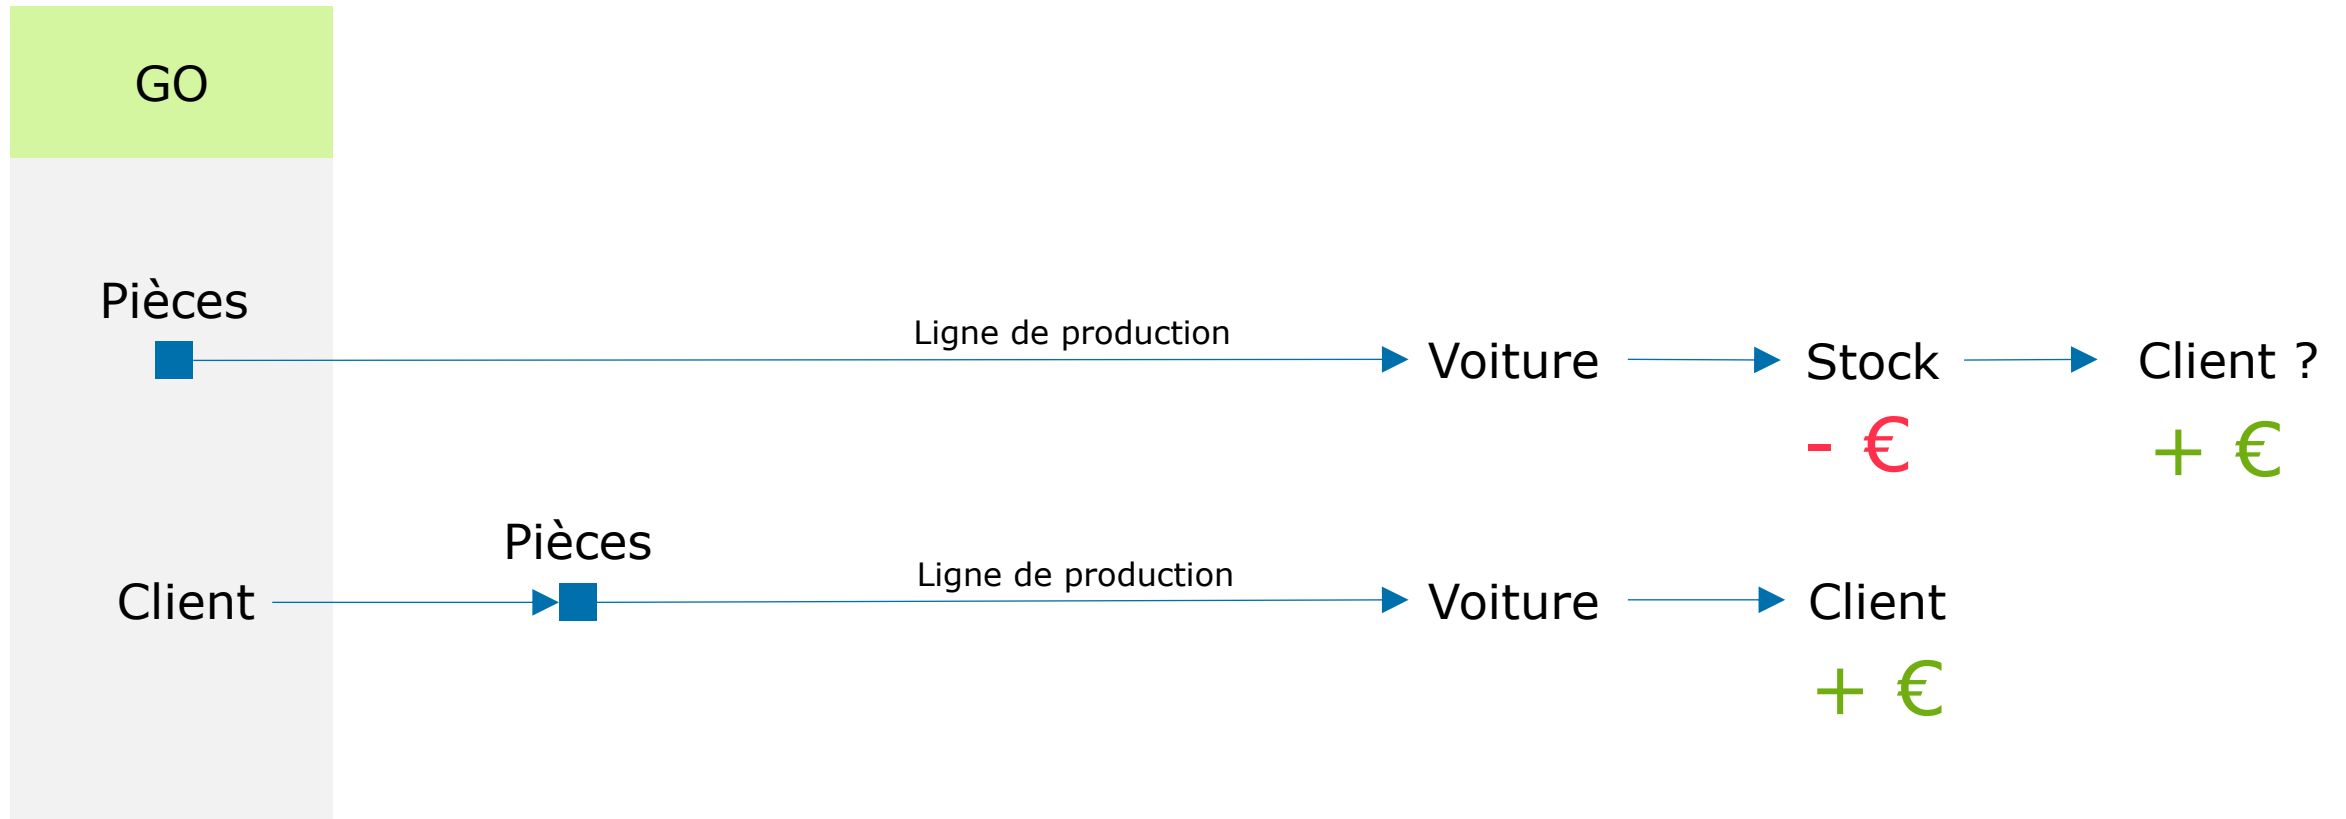 GO
Pièces
Ligne de production
Voiture
Stock
Client ?
- €
+ €
Pièces
Ligne de production
Client
Voiture
Client
+ €